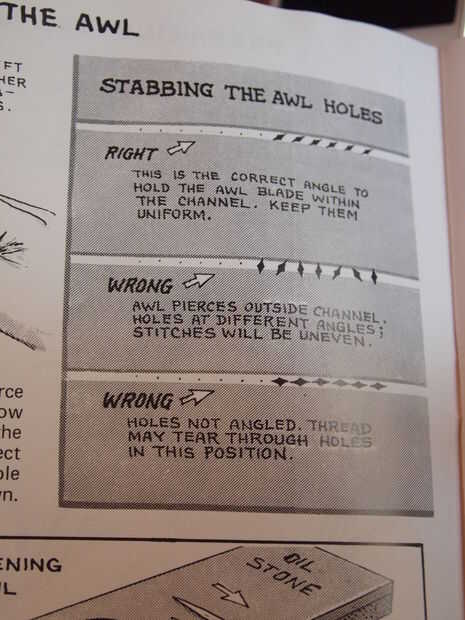 THE AWL
STABBING THE AWL HOLES
RIGHT
THIS IS THE CORRECT ANGLE TO
HOLD THE AWL BLADE WITHIN
THE CHANNEL. KEEP THEM
UNIFORM.
WRONG
AWL PIERCES OUTSIDE CHANNEL.
HOLES AT DIFFERENT ANGLES;
STITCHES WILL BE UNEVEN.
WRONG
HOLES NOT ANGLED. THREAD
MAY TEAR THROUGH HOLES
IN THIS POSITION.
OIL
STONE